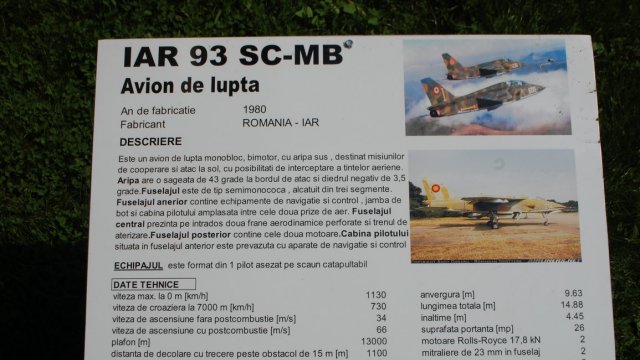 IAR 93 SC-MB
Avion de lupta
An de fabricatie 1980
Fabricant ROMANIA - IAR
DESCRIERE
Este un avion de lupta monobloc, bimotor, cu aripa sus , destinat misiunilor
de cooperare si atac la sol, cu posibilitati de interceptare a tintelor aeriene.
Aripa are o sageata de 43 grade la bordul de atac si diedrul negativ de 3,5
grade.Fuselajul este de tip semimonococa , alcatuit din trei segmente.
Fuselajul anerior contine echipamente de navigatie si control , jamba de
bot si cabina pilotului amplasata intre cele doua prize de aer. Fuselajul
central prezinta pe intrados doua frane aerodinamice perforate si trenul de
aterizare.Fuselajul posterior contine cele doua motoare.Cabina pilotului
situata in fuselajul anterior este prevazuta cu aparate de navigatie si control
ECHIPAJUL este format din 1 pilot asezat pe scaun catapultabil
DATE TEHNICE
viteza max. la 0 m [km/h] 1130
viteza de croaziera la 7000 m [km/h] 730
viteza de ascensiune fara postcombustie [m/s] 34
viteza de ascensiune cu postcombustie [m/s] 66
plafon [m] 13000
distanta de decolare cu trecere peste obstacol de 15 m [m] 1100
anvergura [m] 9.63
lungimea totala [m] 14.88
inaltime [m] 4.45
suprafata portanta [mp] 26
motoare Rolls-Royce 17,8 kN 2
mitraliere de 23 mm in fuselaj 2